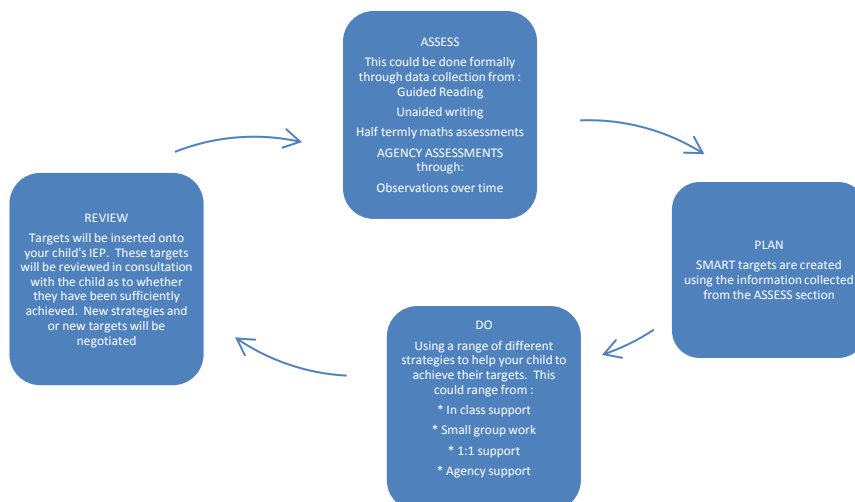 ASSESS
This could be done formally
through data collection from :
Guided Reading
Unaided writing
Half termly maths assessments
AGENCY ASSESSMENTS
through:
Observations over time
PLAN
SMART targets are created
using the information collected
from the ASSESS section
DO
Using a range of different
strategies to help your child to
achieve their targets.  This
could range from :
* In class support
* Small group work
* 1:1 support
* Agency support
REVIEW
Targets will be inserted onto
your child's IEP.  These targets
will be reviewed in consultation
with the child as to whether
they have been sufficiently
achieved.  New strategies and
or new targets will be
negotiated